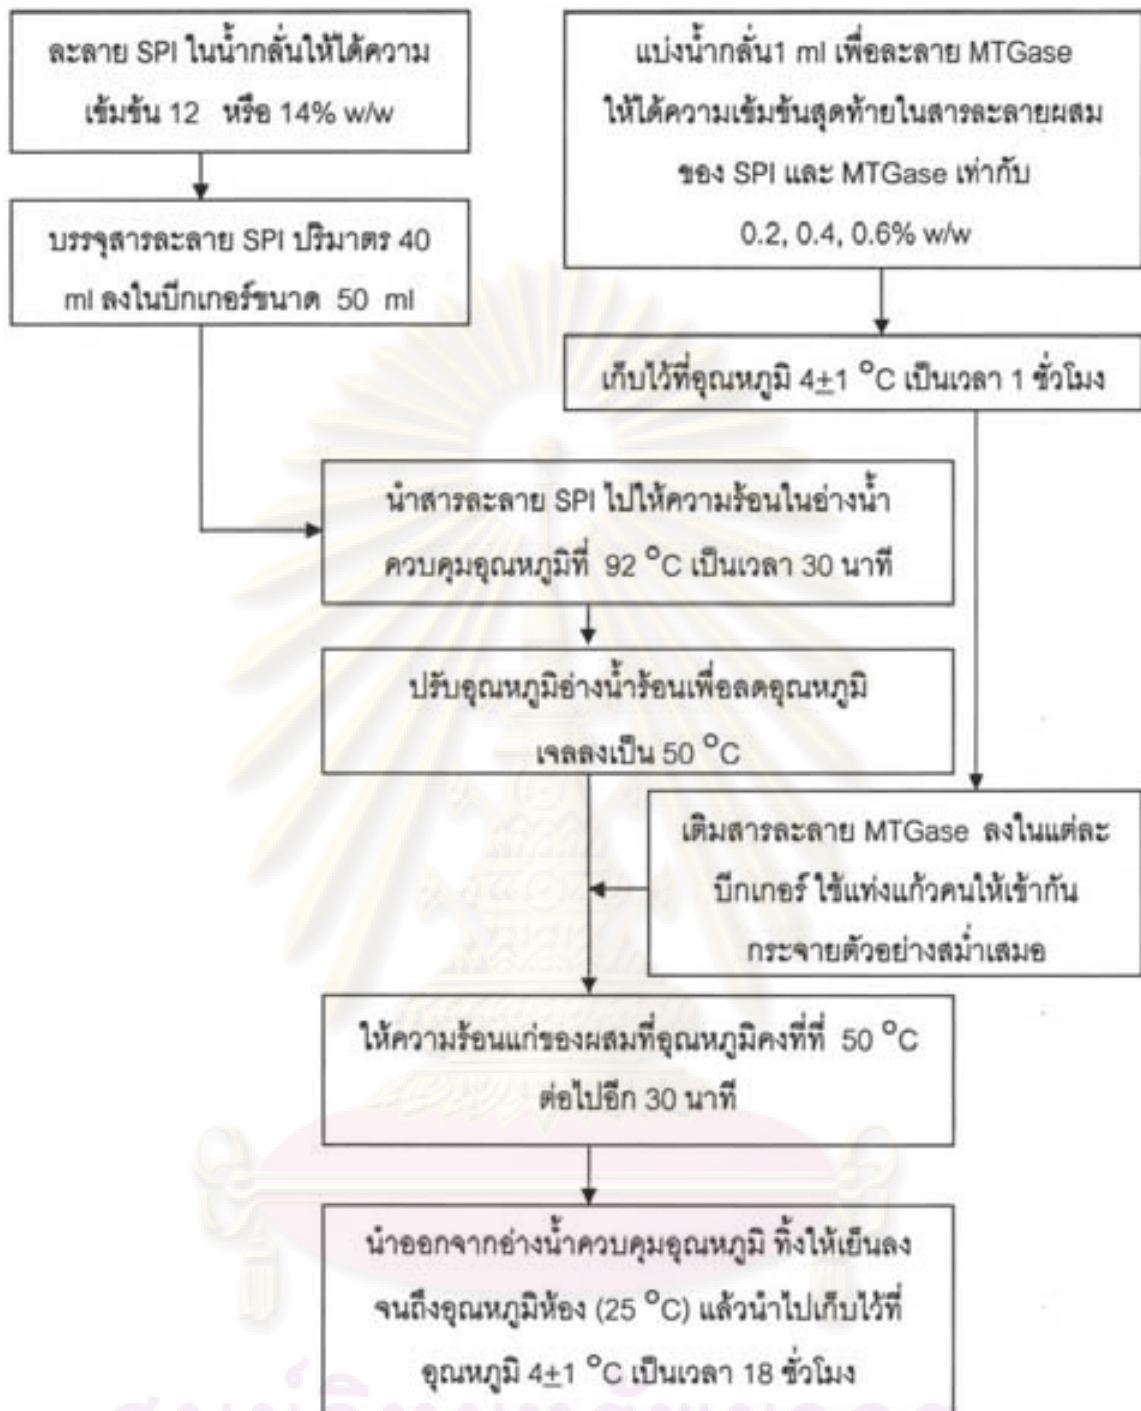 ละลาย SPI ในน้ำกลั่นให้ได้ความ
เข้มข้น 12 หรือ 14% w/w
บรรจุสารละลาย SPI ปริมาตร 40
ml ลงในบีกเกอร์ขนาด 50 ml
แบ่งน้ำกลั่น1 ml เพื่อละลาย MTGase
ให้ได้ความเข้มข้นสุดท้ายในสารละลายผสม
ของ SPI และ MTGase เท่ากับ
0.2, 0.4, 0.6% w/w
เก็บไว้ที่อุณหภูมิ 4±1 °C เป็นเวลา 1 ชั่วโมง
นำสารละลาย SPI ไปให้ความร้อนในอ่างน้ำ
ควบคุมอุณหภูมิที่ 92 °C เป็นเวลา 30 นาที
ปรับอุณหภูมิอ่างน้ำร้อนเพื่อลดอุณหภูมิ
เจลลงเป็น 50 °C
เติมสารละลาย MTGase ลงในแต่ละ
บีกเกอร์ ใช้แท่งแก้วคนให้เข้ากัน
กระจายตัวอย่างสม่ำเสมอ
ให้ความร้อนแก่ของผสมที่อุณหภูมิคงที่ที่ 50 °C
ต่อไปอีก 30 นาที
นำออกจากอ่างน้ำควบคุมอุณหภูมิ ทิ้งให้เย็นลง
จนถึงอุณหภูมิห้อง (25 °C) แล้วนำไปเก็บไว้ที่
อุณหภูมิ 4±1 °C เป็นเวลา 18 ชั่วโมง